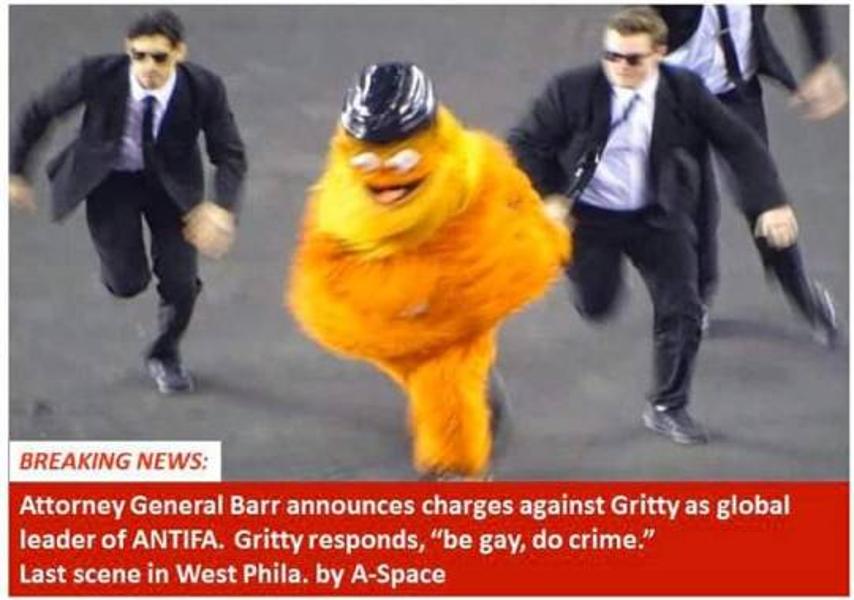 BREAKING NEWS:
Attorney General Barr announces charges against Gritty as global
leader of ANTIFA. Gritty responds, “be gay, do crime.”
Last scene in West Phila. by A-Space